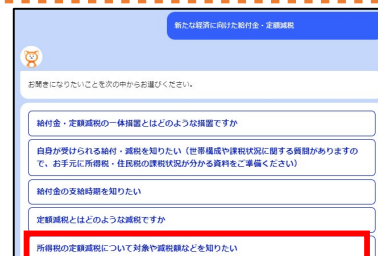 新たな経済に向けた給付金・定額減税
お聞きになりたいことを次の中からお選びください。
給付金・定額減税の一体措置とはどのような措置ですか
自身が受けられる給付・減税を知りたい（世帯構成や課税状況に関する質問がありますの
で、お手元に所得税・住民税の課税状況が分かる資料をご準備ください）
給付金の支給時期を知りたい
定額減税とはどのような減税ですか
所得税の定額減税について対象や減税額などを知りたい